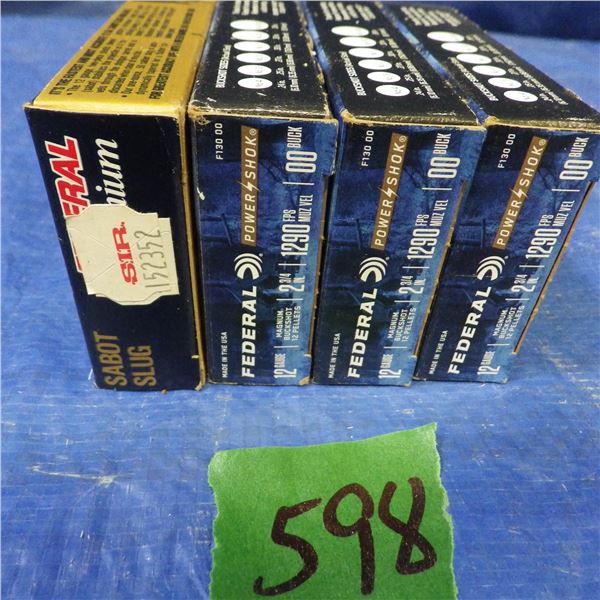 FEDERAL
Premium
S.I.R.
152352
SABOT
SLUG
F130 00
POWER SHOK®
00 BUCK
FEDERAL
1290 FPS
MUZ VEL
MADE IN THE USA
12 GAUGE
MAGNUM
BUCKSHOT
12 PELLETS
2 3/4
IN.
F130 00
POWER SHOK®
00 BUCK
FEDERAL
1290 FPS
MUZ VEL
MADE IN THE USA
12 GAUGE
MAGNUM
BUCKSHOT
12 PELLETS
2 3/4
IN.
F130 00
POWER SHOK®
00 BUCK
FEDERAL
1290 FPS
MUZ VEL
MADE IN THE USA
12 GAUGE
MAGNUM
BUCKSHOT
12 PELLETS
2 3/4
IN.
598